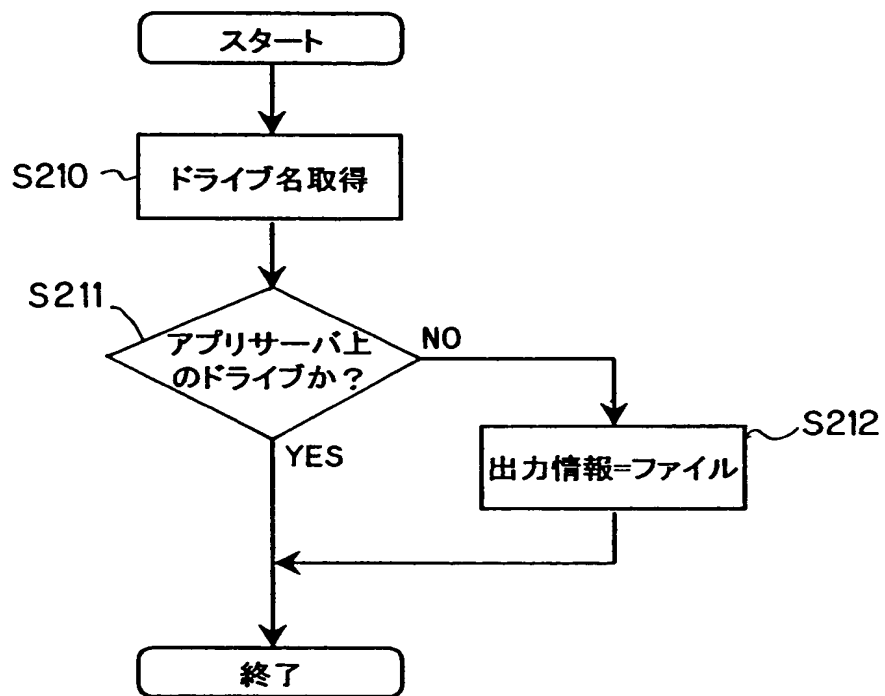 スタート
S210
ドライブ名取得
S211
アプリサーバ上
のドライブか？
NO
YES
S212
出力情報=ファイル
終了